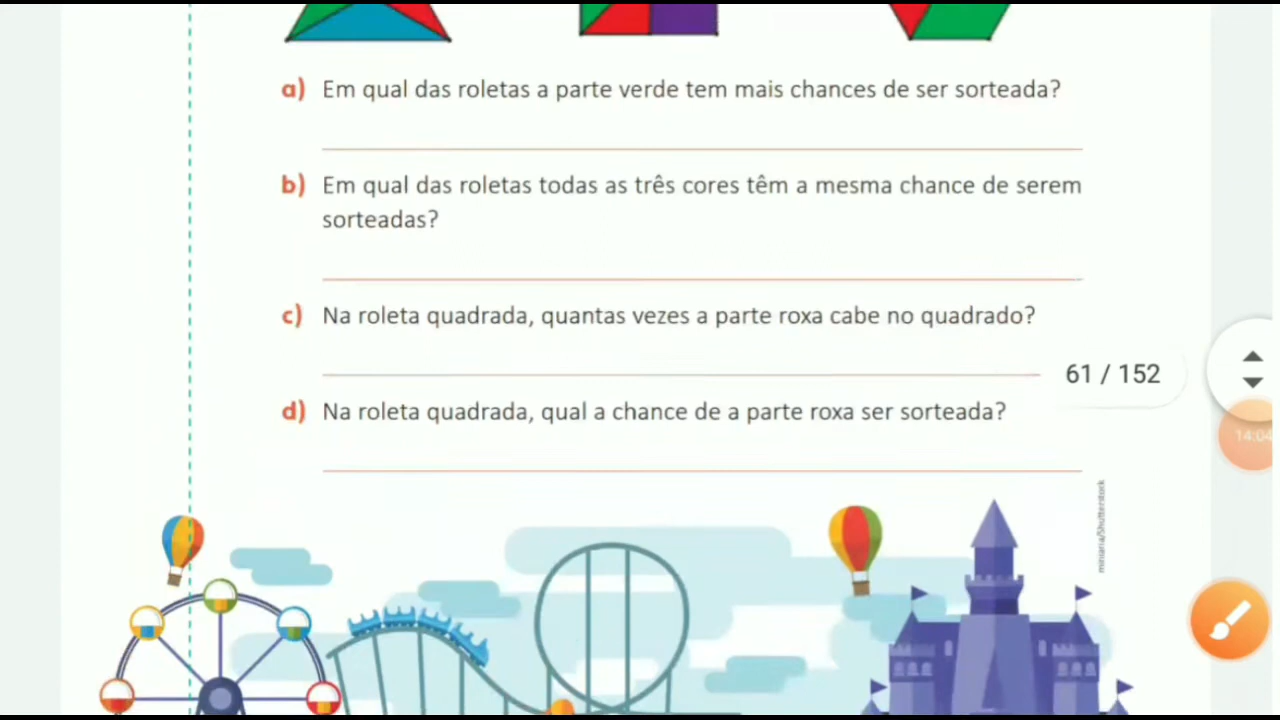 a) Em qual das roletas a parte verde tem mais chances de ser sorteada?
b) Em qual das roletas todas as três cores têm a mesma chance de serem
sorteadas?
c) Na roleta quadrada, quantas vezes a parte roxa cabe no quadrado?
61 / 152
d) Na roleta quadrada, qual a chance de a parte roxa ser sorteada?
14:04
miniaria/Shutterstock